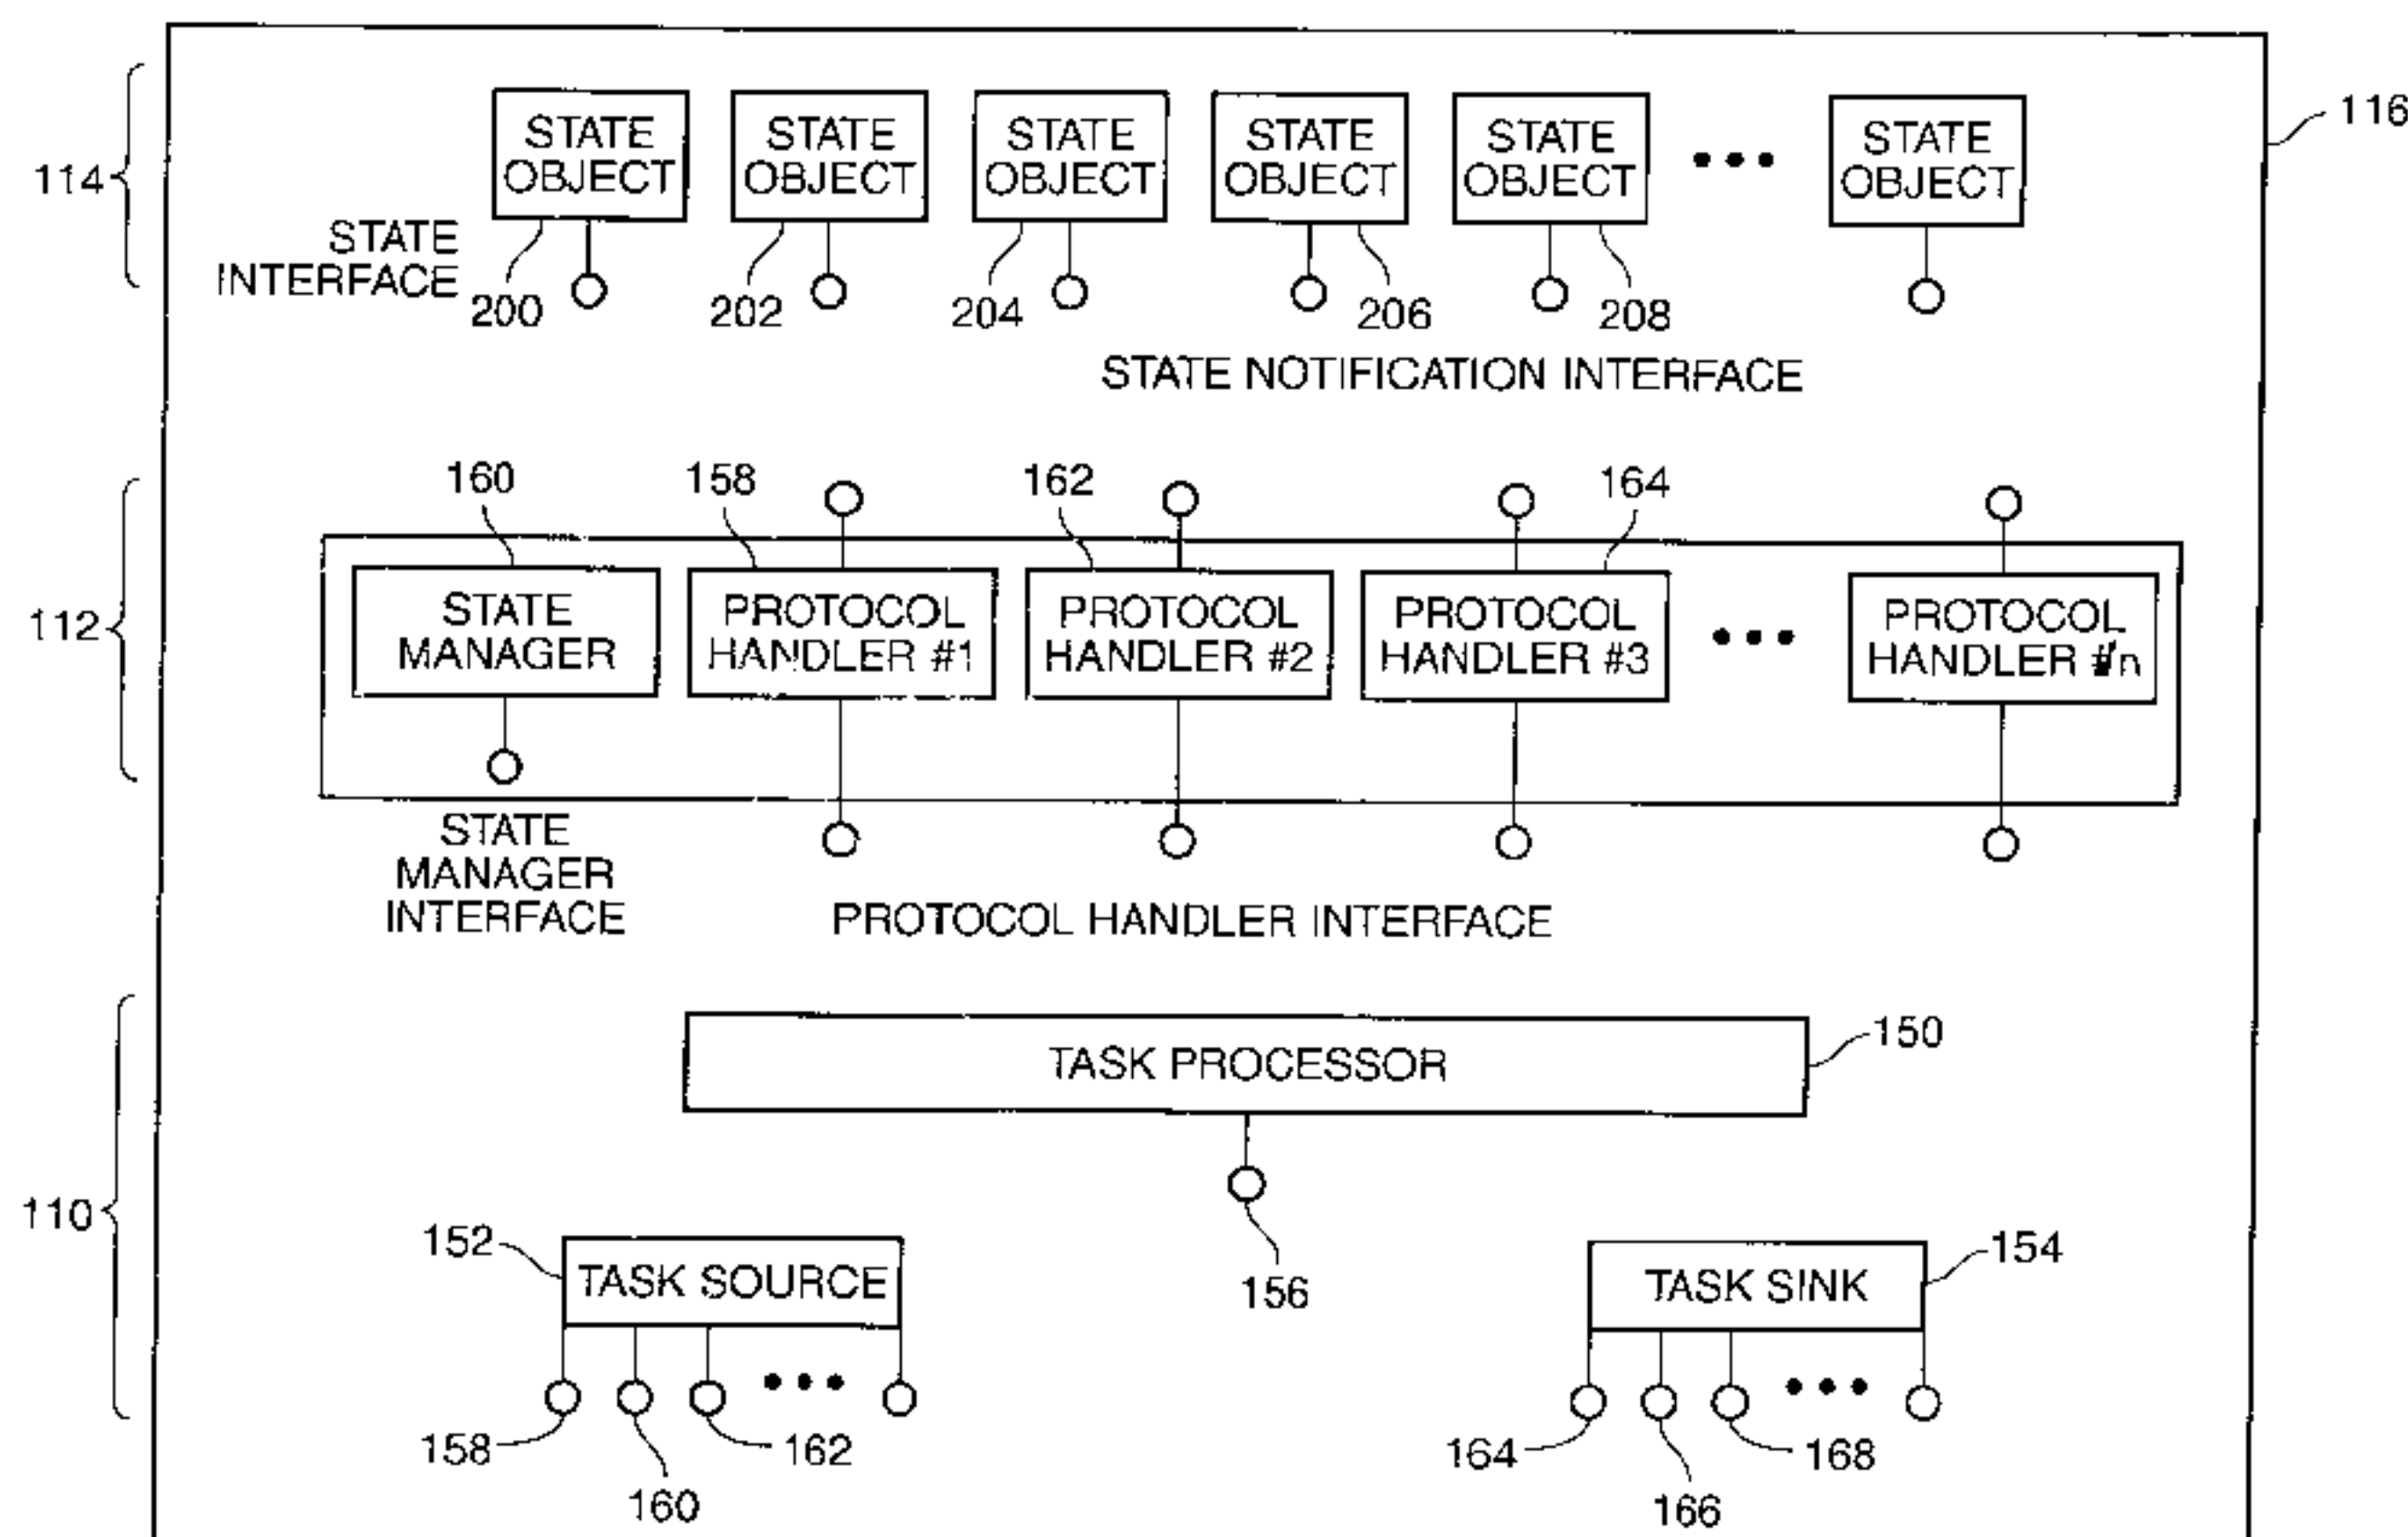 116
114
STATE OBJECT
STATE OBJECT
STATE OBJECT
STATE OBJECT
STATE OBJECT
STATE OBJECT
STATE
INTERFACE
200
202
204
206
208
STATE NOTIFICATION INTERFACE
112
160
158
162
164
STATE
MANAGER
PROTOCOL
HANDLER #1
PROTOCOL
HANDLER #2
PROTOCOL
HANDLER #3
PROTOCOL
HANDLER #n
STATE
MANAGER
INTERFACE
PROTOCOL HANDLER INTERFACE
110
TASK PROCESSOR
150
156
152
TASK SOURCE
158
160
162
TASK SINK
154
164
166
168